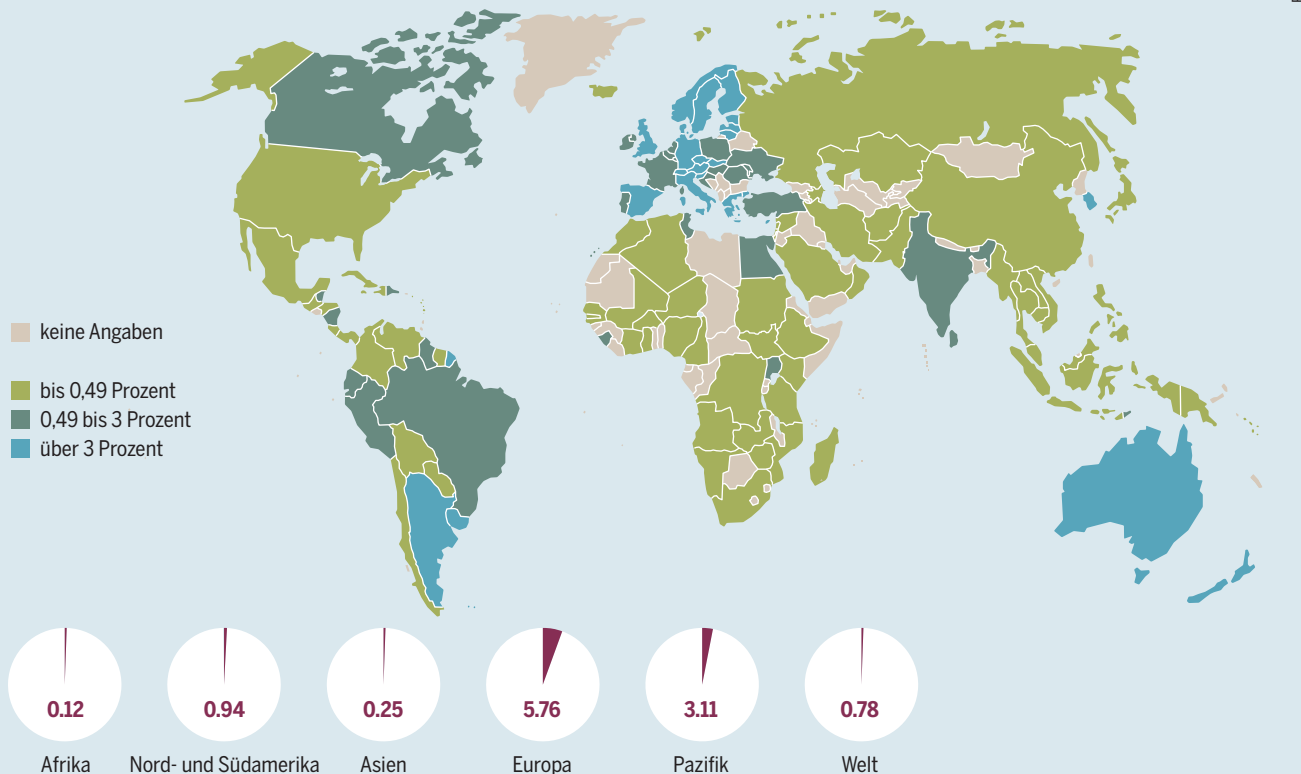 keine Angaben
bis 0,49 Prozent
0,49 bis 3 Prozent
über 3 Prozent
0.12
0.94
0.25
5.76
3.11
0.78
Afrika
Nord- und Südamerika
Asien
Europa
Pazifik
Welt